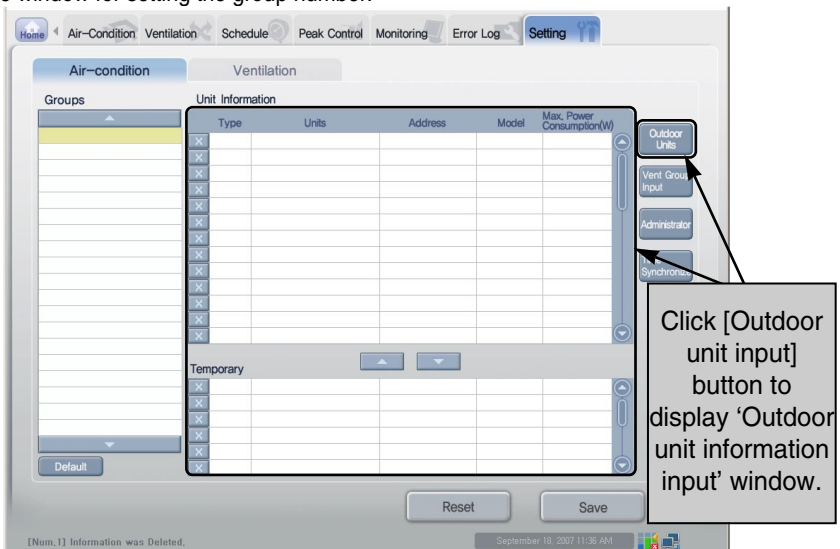 e window for setting the group number.
Home Air-Condition Ventilation Schedule Peak Control Monitoring Error Log Setting
Air-condition Ventilation
Groups Unit Information
Type Units Address Model Max, Power Consumption(W)
X
X
X
X
X
X
X
X
X
X
X
X
X
Outdoor
Units
Vent Group
Input
Administrator
Synchronize
Click [Outdoor
unit input]
button to
display ‘Outdoor
unit information
input’ window.
Temporary
X
X
X
X
X
X
Default
Reset Save
[Num,1] Information was Deleted,
September 18, 2007 11:36 AM